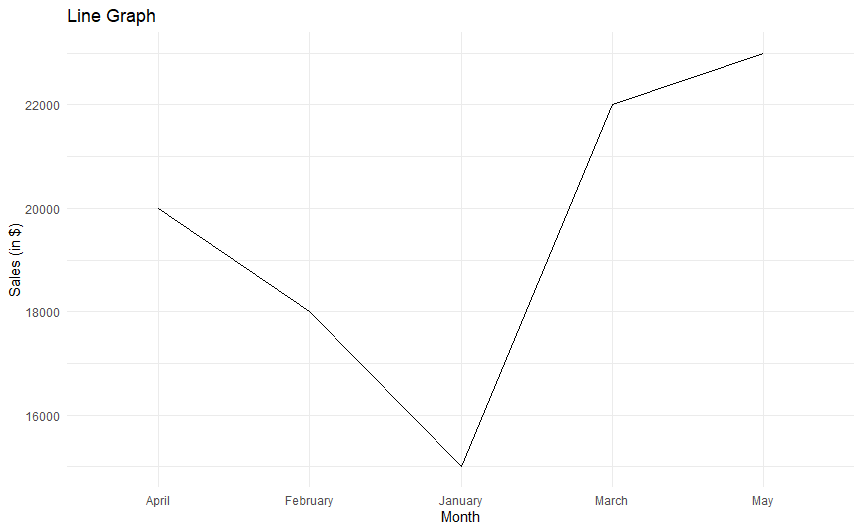 Line Graph
Sales (in $)
22000
20000
18000
16000
April February January March May
Month